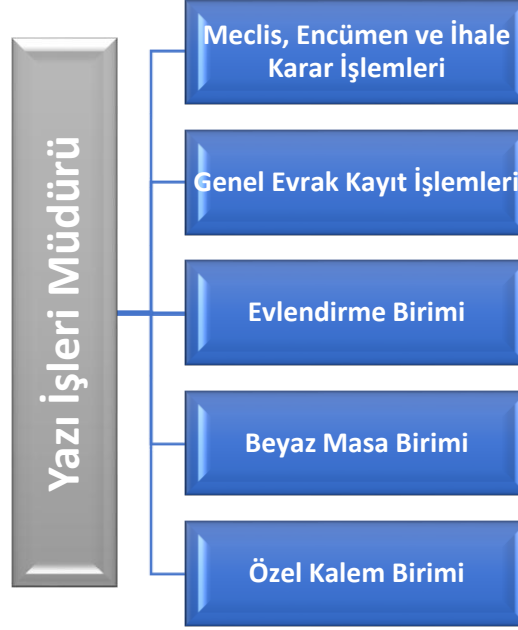 Yazı İşleri Müdürü
Meclis, Encümen ve İhale
Karar İşlemleri
Genel Evrak Kayıt İşlemleri
Evlendirme Birimi
Beyaz Masa Birimi
Özel Kalem Birimi